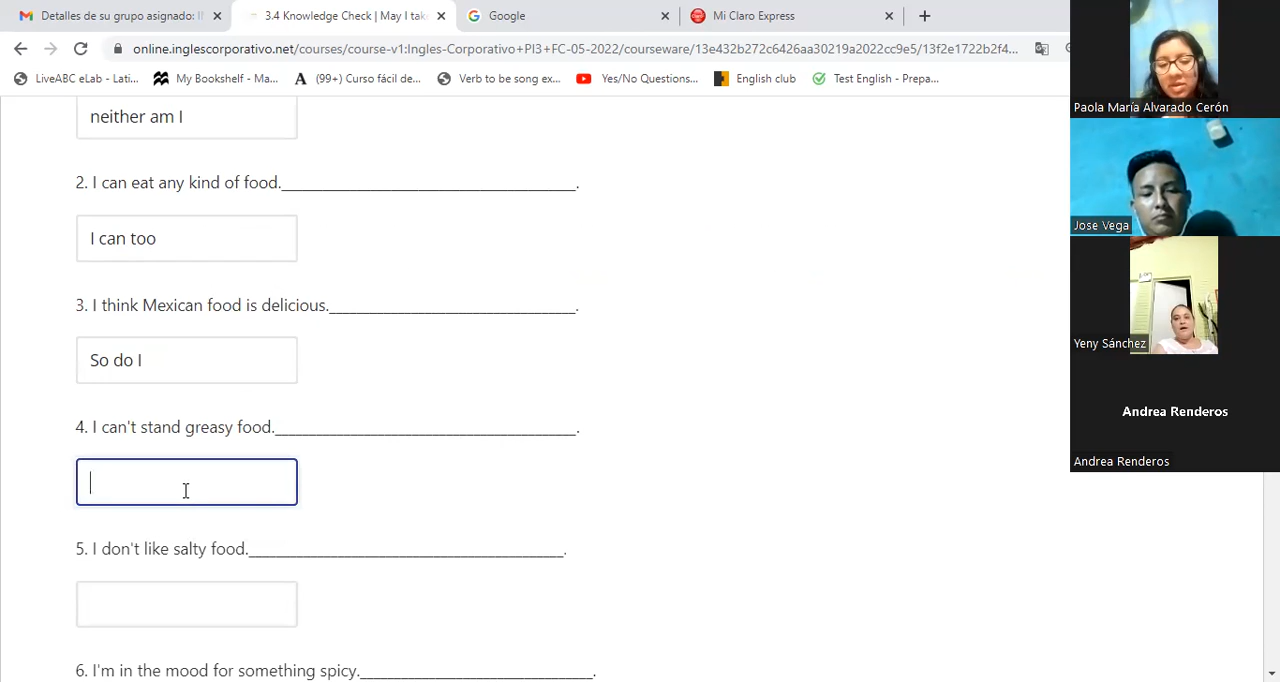 Detalles de su grupo asignado: I
3.4 Knowledge Check | May I take
Google
Mi Claro Express
online.inglescorporativo.net/courses/course-v1:Ingles-Corporativo+PI3+FC-05-2022/courseware/13e432b272c6426aa30219a2022cc9e5/13f2e1722b2f4...
LiveABC eLab - Lati...
My Bookshelf - Ma...
(99+) Curso fácil de...
Verb to be song ex...
Yes/No Questions...
English club
Test English - Prepa...
neither am I
2. I can eat any kind of food.________________________________.
I can too
3. I think Mexican food is delicious.___________________________.
So do I
4. I can't stand greasy food.________________________________.
5. I don't like salty food.__________________________________.
6. I'm in the mood for something spicy.__________________________.
Paola María Alvarado Cerón
Jose Vega
Yeny Sánchez
Andrea Renderos
Andrea Renderos